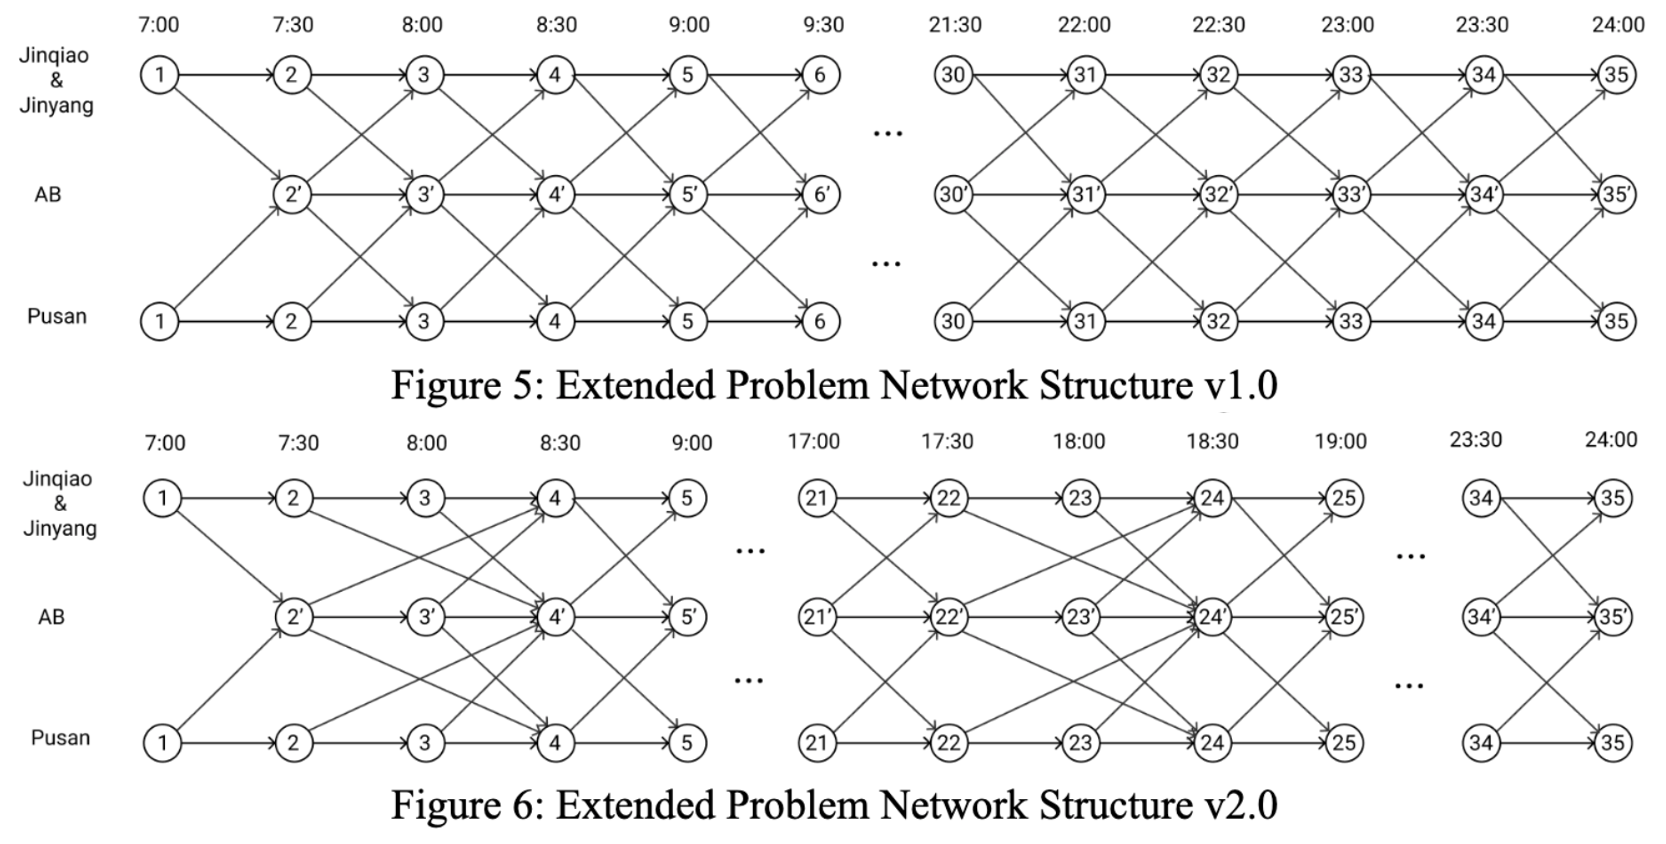 7:00 7:30 8:00 8:30 9:00 9:30 21:30 22:00 22:30 23:00 23:30 24:00
Jinqiao
&
Jinyang
1 2 3 4 5 6 30 31 32 33 34 35
...
AB
2' 3' 4' 5' 6' 30' 31' 32' 33' 34' 35'
...
Pusan
1 2 3 4 5 6 30 31 32 33 34 35
Figure 5: Extended Problem Network Structure v1.0
7:00 7:30 8:00 8:30 9:00 17:00 17:30 18:00 18:30 19:00 23:30 24:00
Jinqiao
&
Jinyang
1 2 3 4 5 21 22 23 24 25 34 35
... ...
AB
2' 3' 4' 5' 21' 22' 23' 24' 25' 34' 35'
... ...
Pusan
1 2 3 4 5 21 22 23 24 25 34 35
Figure 6: Extended Problem Network Structure v2.0